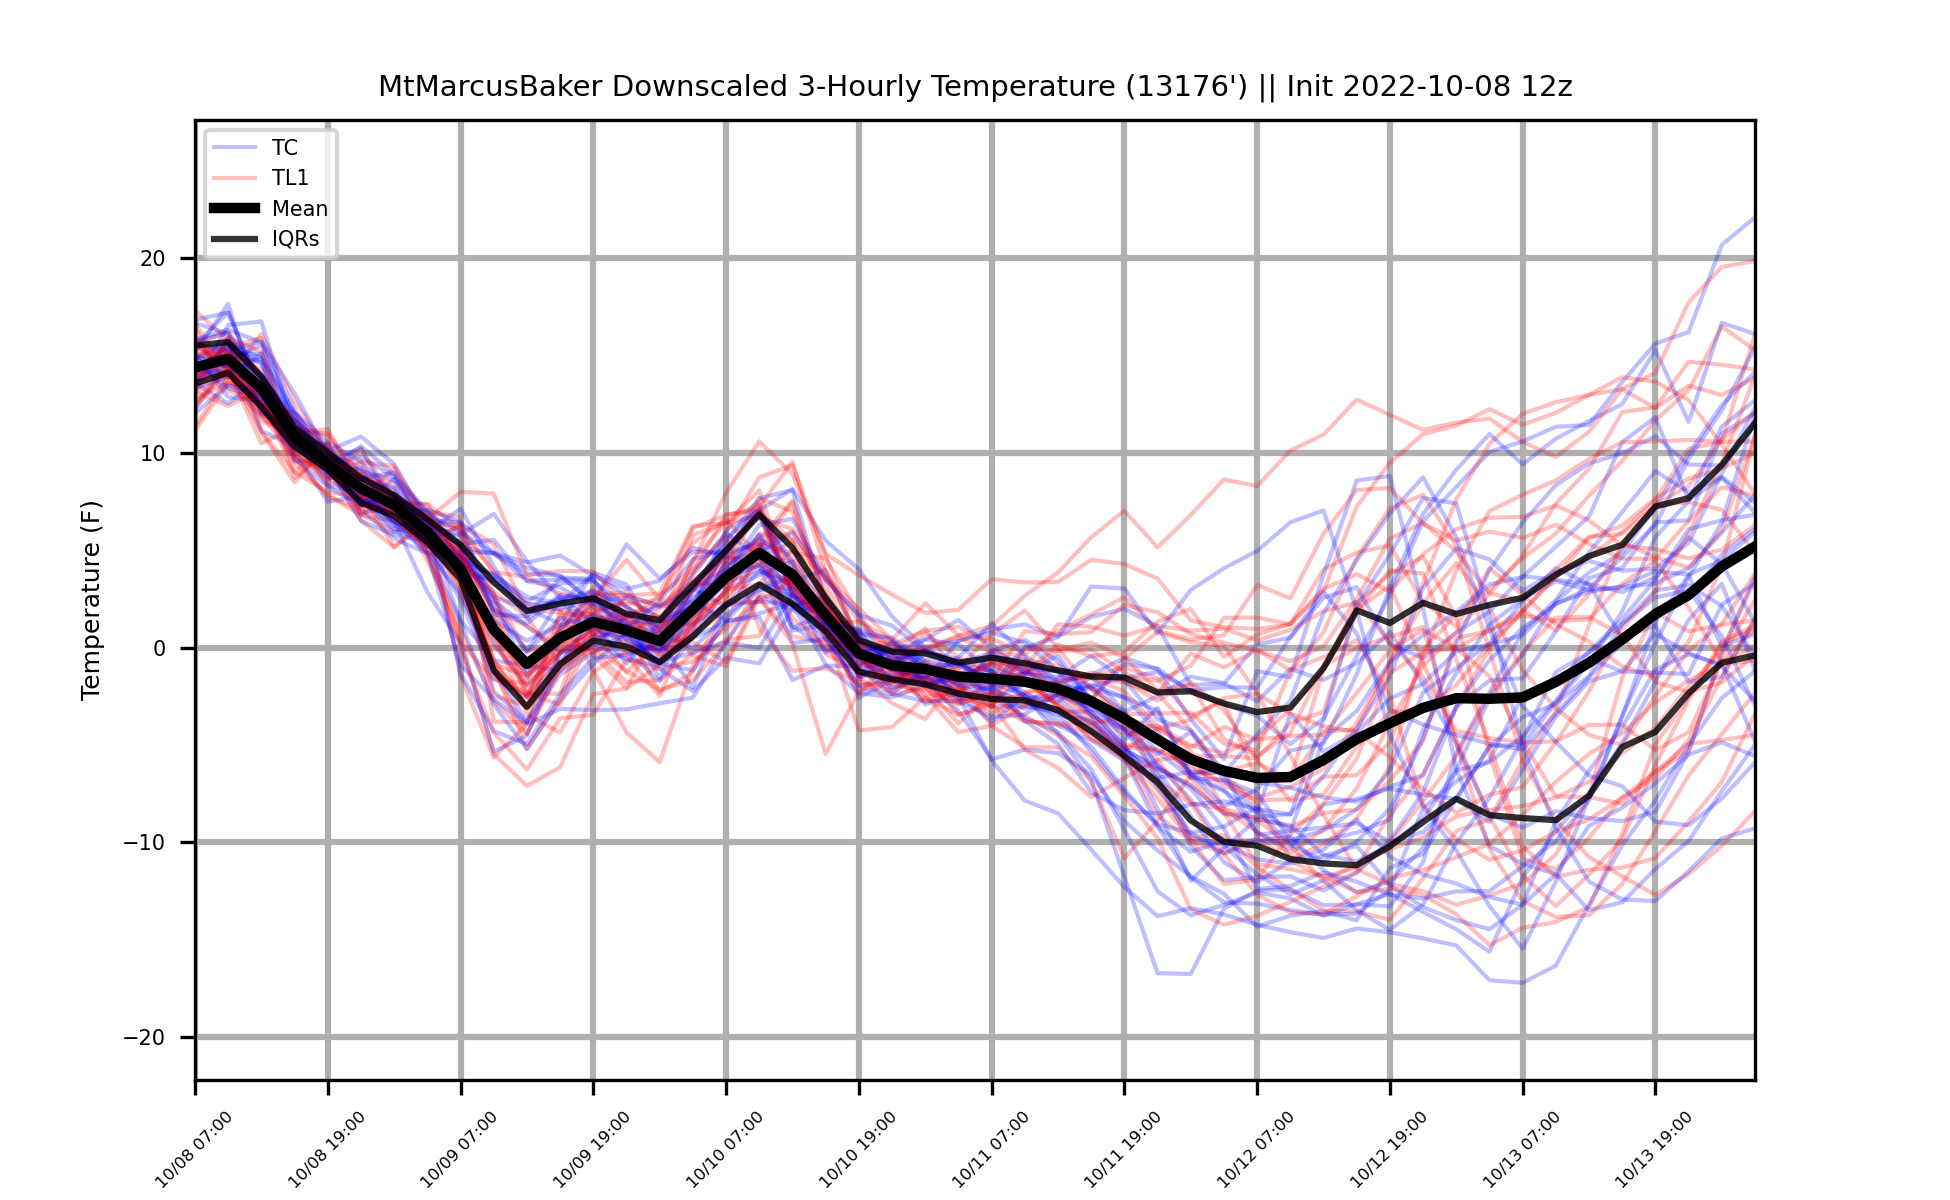 MtMarcusBaker Downscaled 3-Hourly Temperature (13176') || Init 2022-10-08 12z
TC
TL1
Mean
IQRs
Temperature (F)
20
10
0
−10
−20
10/08 07:00
10/08 19:00
10/09 07:00
10/09 19:00
10/10 07:00
10/10 19:00
10/11 07:00
10/11 19:00
10/12 07:00
10/12 19:00
10/13 07:00
10/13 19:00